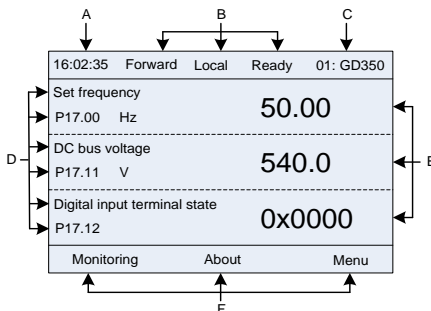 A B C
16:02:35 Forward Local Ready 01: GD350
Set frequency
P17.00 Hz
50.00
D
DC bus voltage
P17.11 V
540.0
E
Digital input terminal state
P17.12
0x0000
Monitoring About Menu
F